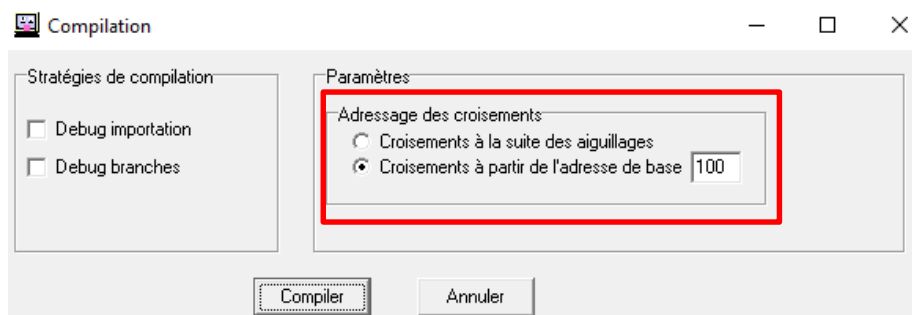 Compilation
Stratégies de compilation
Debug importation
Debug branches
Paramètres
Adressage des croisements
Croisements à la suite des aiguillages
Croisements à partir de l'adresse de base 100
Compiler
Annuler